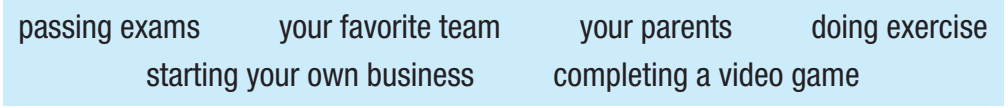 passing exams your favorite team your parents doing exercise
starting your own business completing a video game